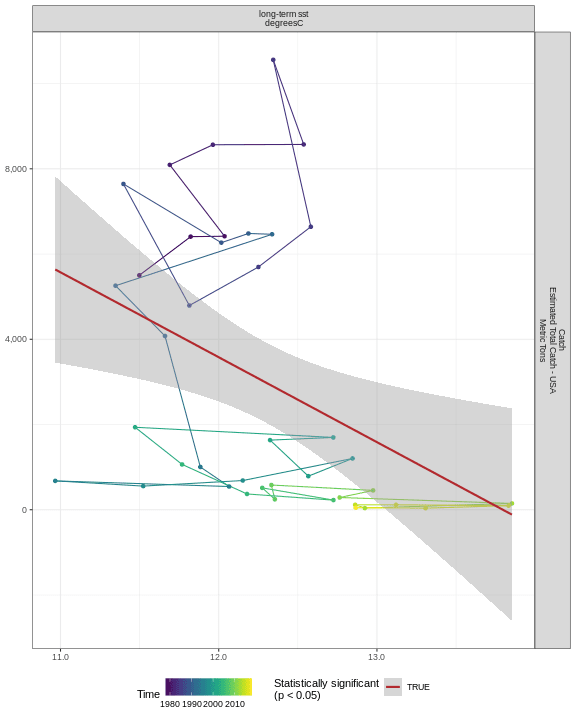 long-term sst
degreesC
8,000
4,000
0
11.0
12.0
13.0
Catch
Estimated Total Catch - USA
Metric Tons
Time
1980 1990 2000 2010
Statistically significant
(p < 0.05)
TRUE